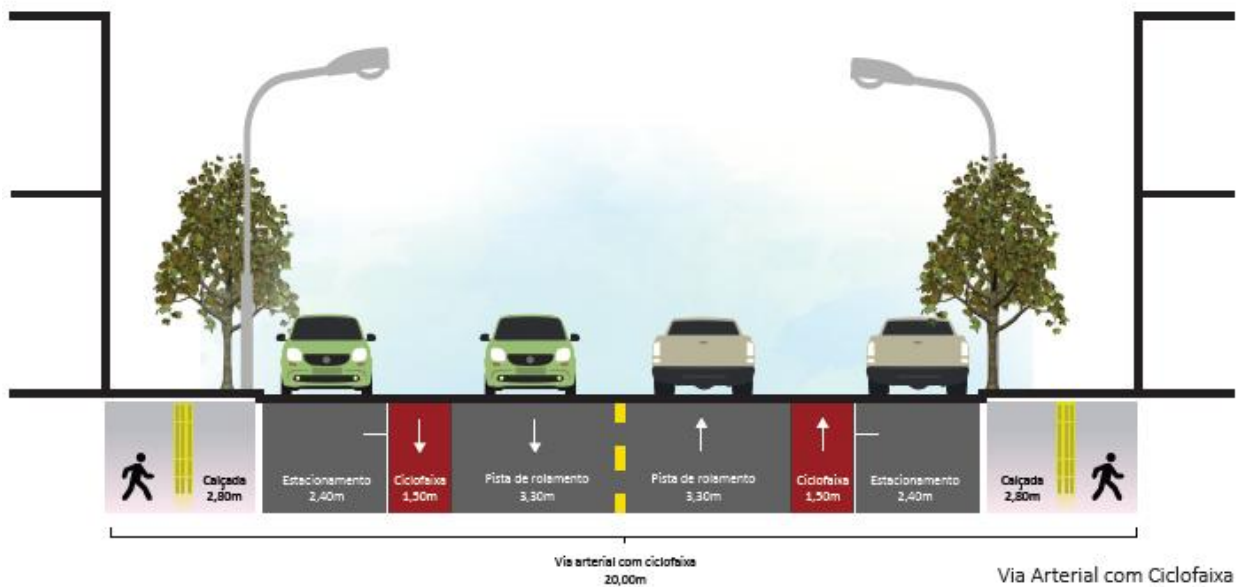 Calçada
2,80m
Estacionamento
2,40m
Ciclofaixa
1,50m
Pista de rolamento
3,30m
Pista de rolamento
3,30m
Ciclofaixa
1,50m
Estacionamento
2,40m
Calçada
2,80m
Via arterial com ciclofaixa
20,00m
Via Arterial com Ciclofaixa